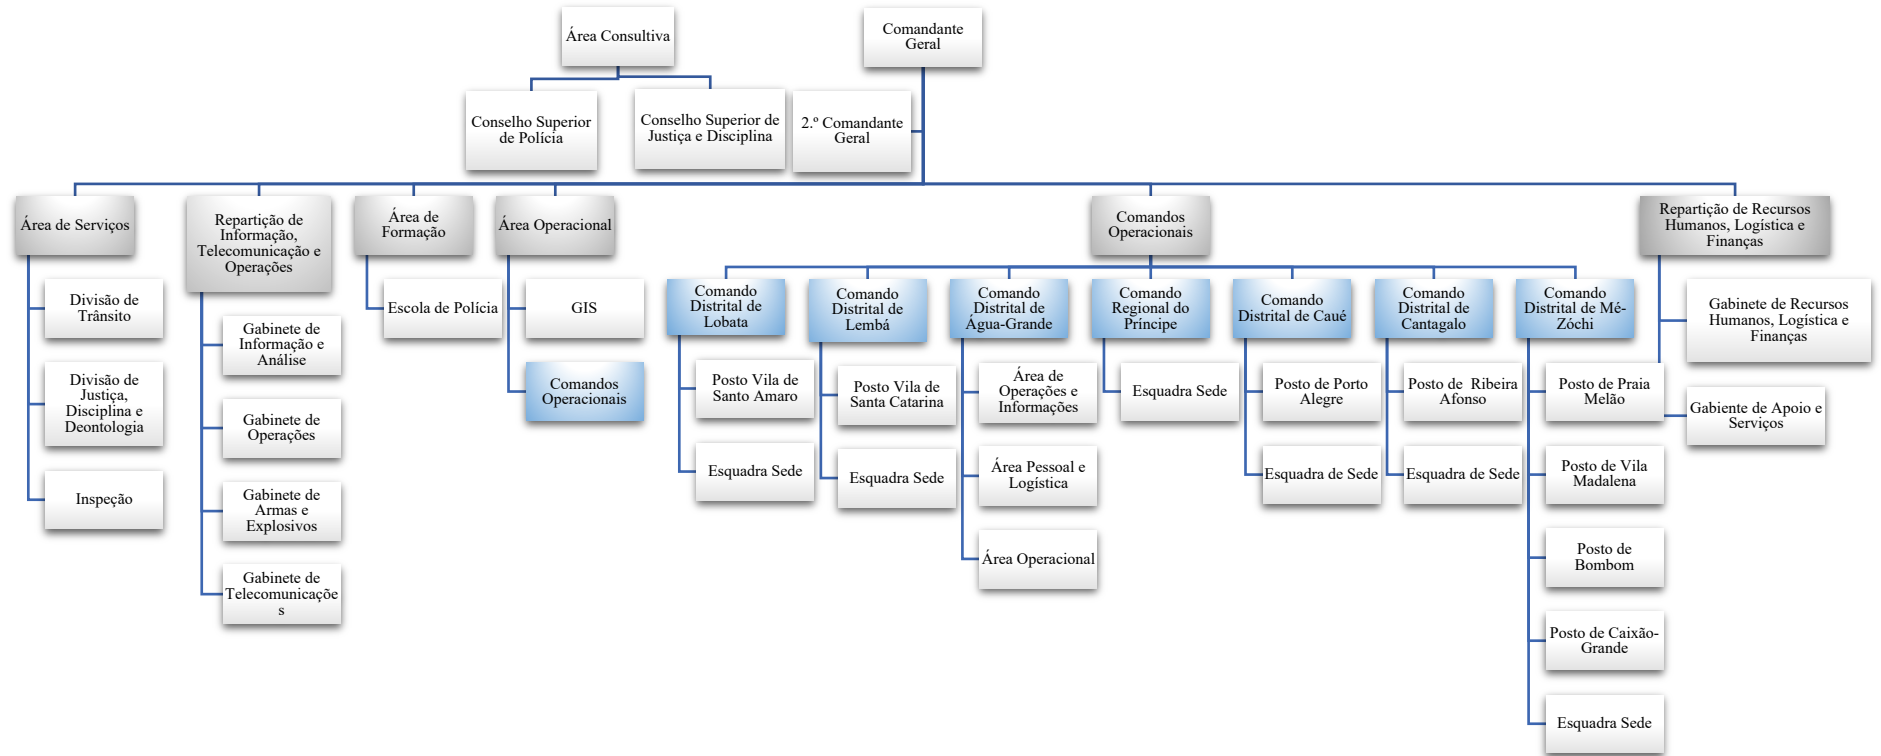 Área Consultiva
Comandante
Geral
Conselho Superior
de Polícia
Conselho Superior de
Justiça e Disciplina
2.º Comandante
Geral
Área de Serviços
Divisão de
Trânsito
Divisão de
Justiça,
Disciplina e
Deontologia
Inspeção
Repartição de
Informação,
Telecomunicação e
Operações
Gabinete de
Informação e
Análise
Gabinete de
Operações
Gabinete de
Armas e
Explosivos
Gabinete de
Telecomunicaçõe
s
Área de
Formação
Escola de Polícia
Área Operacional
GIS
Comandos
Operacionais
Comandos
Operacionais
Comando
Distrital de
Lobata
Posto Vila de
Santo Amaro
Esquadra Sede
Comando
Distrital de
Lembá
Posto Vila de
Santa Catarina
Esquadra Sede
Comando
Distrital de
Água-Grande
Área de
Operações e
Informações
Área Pessoal e
Logística
Área Operacional
Comando
Regional do
Príncipe
Esquadra Sede
Comando
Distrital de Caué
Posto de Porto
Alegre
Esquadra de Sede
Comando
Distrital de
Cantagalo
Posto de Ribeira
Afonso
Esquadra de Sede
Comando
Distrital de Mé-
Zóchi
Posto de Praia
Melão
Posto de Vila
Madalena
Posto de
Bombom
Posto de Caixão-
Grande
Esquadra Sede
Repartição de Recursos
Humanos, Logística e
Finanças
Gabinete de Recursos
Humanos, Logística e
Finanças
Gabiente de Apoio e
Serviços